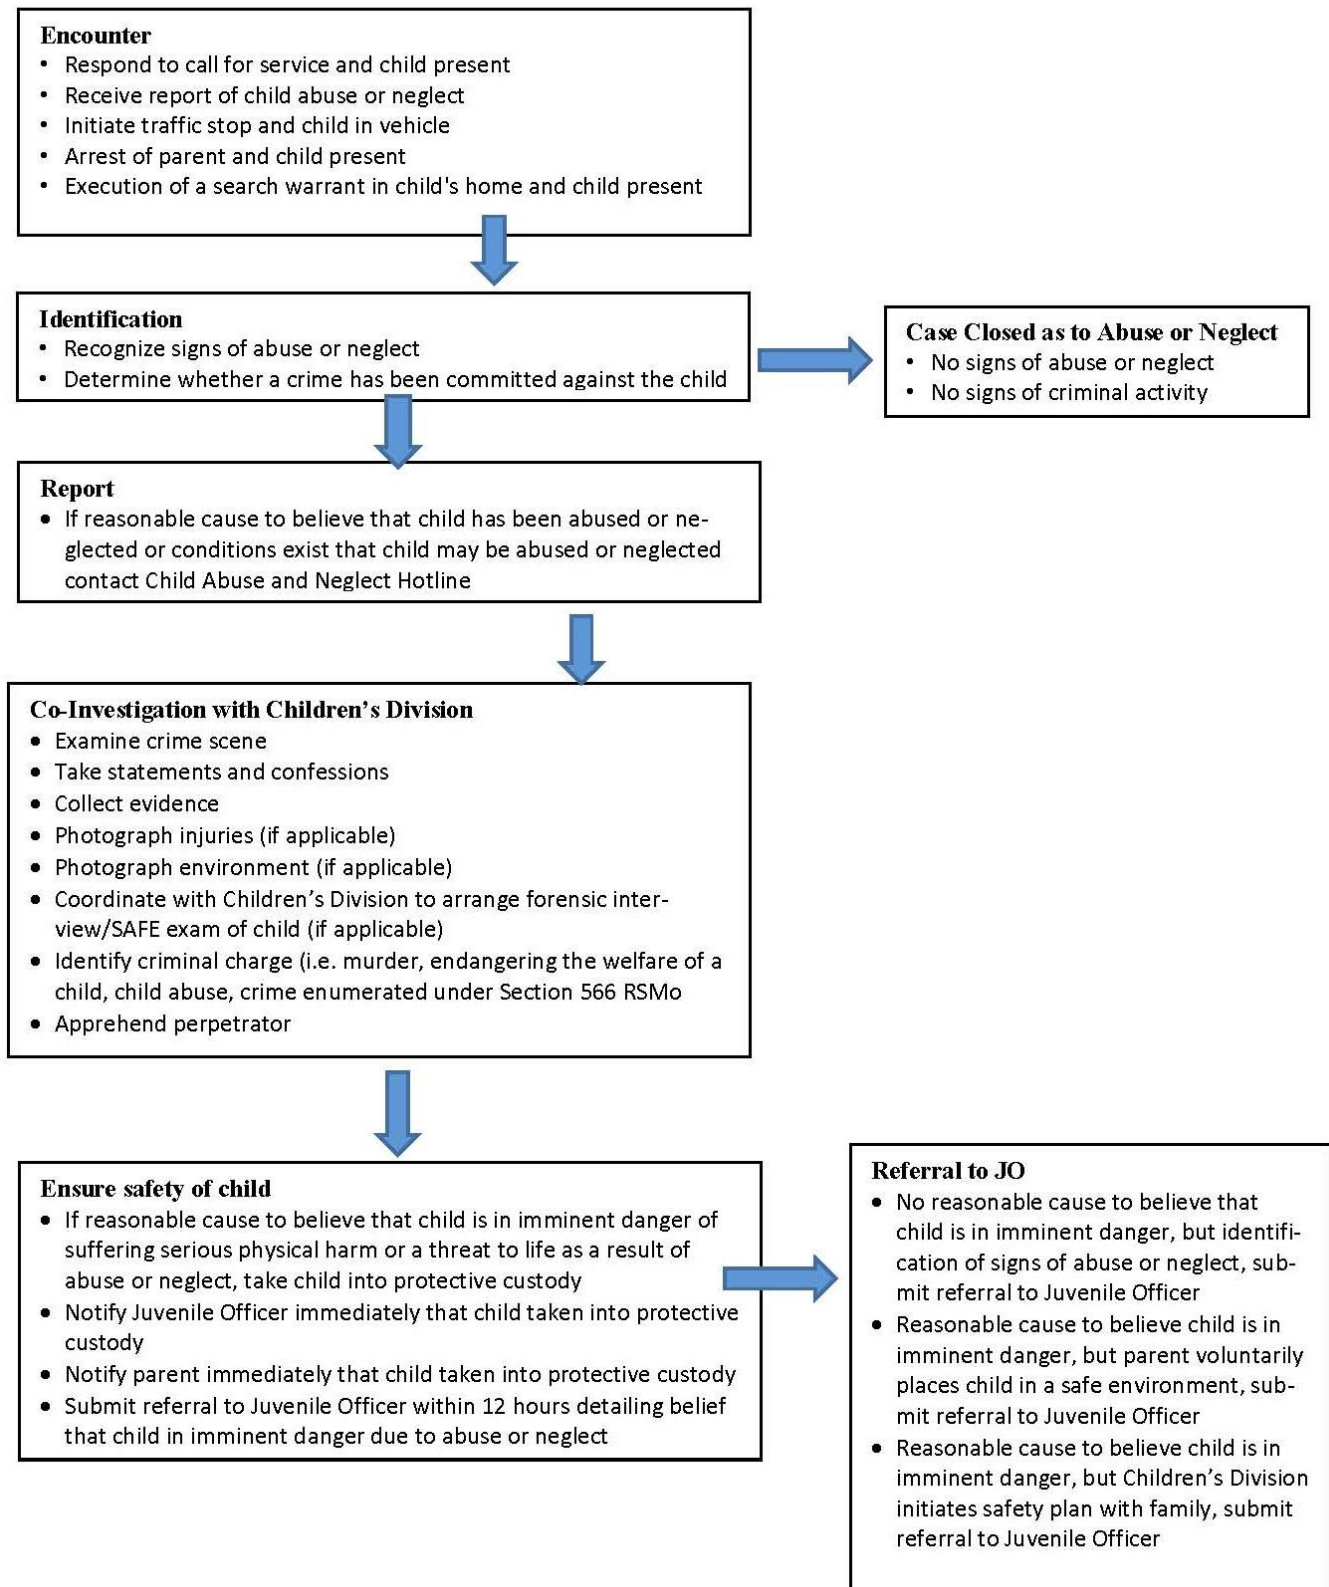 Encounter
• Respond to call for service and child present
• Receive report of child abuse or neglect
• Initiate traffic stop and child in vehicle
• Arrest of parent and child present
• Execution of a search warrant in child's home and child present
Identification
• Recognize signs of abuse or neglect
• Determine whether a crime has been committed against the child
Case Closed as to Abuse or Neglect
• No signs of abuse or neglect
• No signs of criminal activity
Report
• If reasonable cause to believe that child has been abused or ne-
glected or conditions exist that child may be abused or neglected
contact Child Abuse and Neglect Hotline
Co-Investigation with Children’s Division
• Examine crime scene
• Take statements and confessions
• Collect evidence
• Photograph injuries (if applicable)
• Photograph environment (if applicable)
• Coordinate with Children’s Division to arrange forensic inter-
view/SAFE exam of child (if applicable)
• Identify criminal charge (i.e. murder, endangering the welfare of a
child, child abuse, crime enumerated under Section 566 RSMo
• Apprehend perpetrator
Ensure safety of child
• If reasonable cause to believe that child is in imminent danger of
suffering serious physical harm or a threat to life as a result of
abuse or neglect, take child into protective custody
• Notify Juvenile Officer immediately that child taken into protective
custody
• Notify parent immediately that child taken into protective custody
• Submit referral to Juvenile Officer within 12 hours detailing belief
that child in imminent danger due to abuse or neglect
Referral to JO
• No reasonable cause to believe that
child is in imminent danger, but identifi-
cation of signs of abuse or neglect, sub-
mit referral to Juvenile Officer
• Reasonable cause to believe child is in
imminent danger, but parent voluntarily
places child in a safe environment, sub-
mit referral to Juvenile Officer
• Reasonable cause to believe child is in
imminent danger, but Children’s Division
initiates safety plan with family, submit
referral to Juvenile Officer